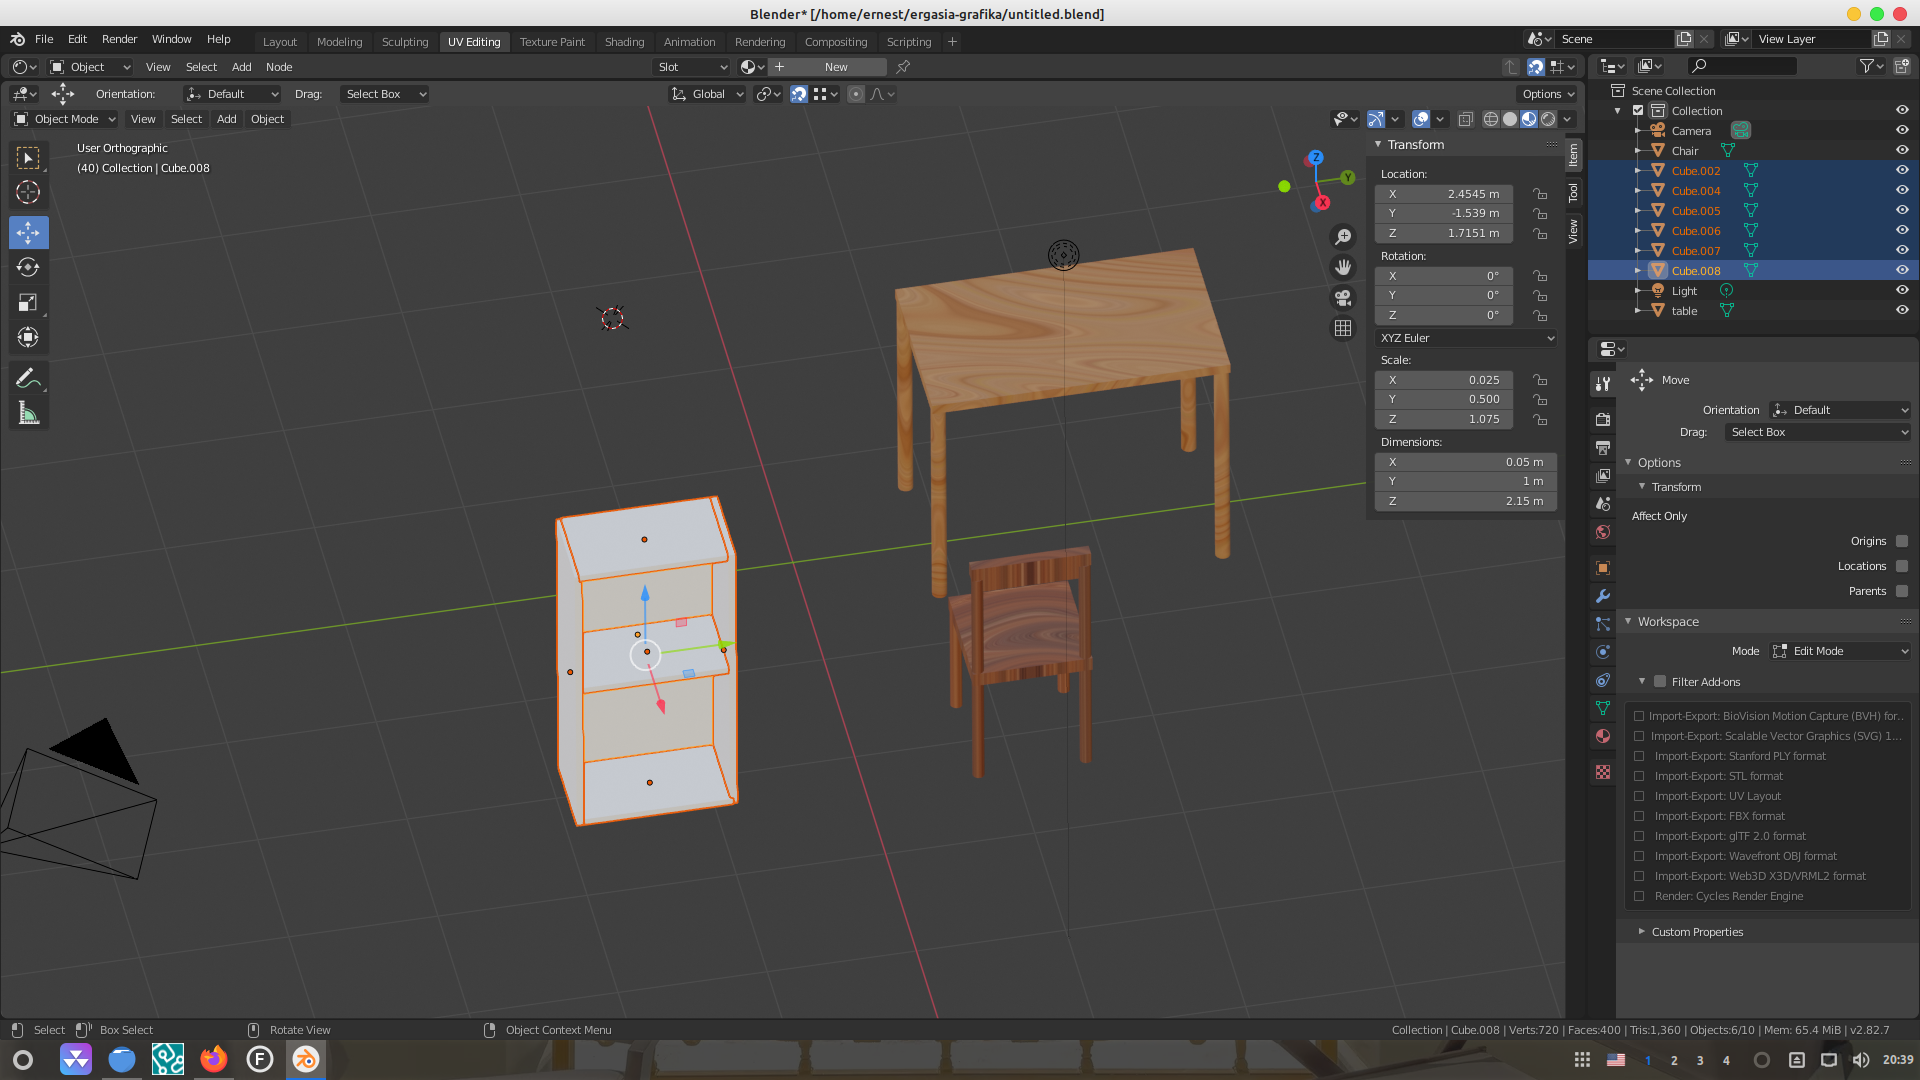 Blender* [/home/ernest/ergasia-grafika/untitled.blend]
File Edit Render Window Help
Layout Modeling Sculpting UV Editing Texture Paint Shading Animation Rendering Compositing Scripting +
Scene
View Layer
Object View Select Add Node
Slot
New
Orientation: Default Drag: Select Box
Global
Options
Object Mode View Select Add Object
User Orthographic
(40) Collection | Cube.008
Z
Y
X
Transform
Location:
X 2.4545 m
Y -1.539 m
Z 1.7151 m
Rotation:
X 0°
Y 0°
Z 0°
XYZ Euler
Scale:
X 0.025
Y 0.500
Z 1.075
Dimensions:
X 0.05 m
Y 1 m
Z 2.15 m
Item
Tool
View
Scene Collection
Collection
Camera
Chair
Cube.002
Cube.004
Cube.005
Cube.006
Cube.007
Cube.008
Light
table
Move
Orientation Default
Drag: Select Box
Options
Transform
Affect Only
Origins
Locations
Parents
Workspace
Mode Edit Mode
Filter Add-ons
Import-Export: BioVision Motion Capture (BVH) for..
Import-Export: Scalable Vector Graphics (SVG) 1...
Import-Export: Stanford PLY format
Import-Export: STL format
Import-Export: UV Layout
Import-Export: FBX format
Import-Export: glTF 2.0 format
Import-Export: Wavefront OBJ format
Import-Export: Web3D X3D/VRML2 format
Render: Cycles Render Engine
Custom Properties
Select Box Select Rotate View Object Context Menu
Collection | Cube.008 | Verts:720 | Faces:400 | Tris:1,360 | Objects:6/10 | Mem: 65.4 MiB | v2.82.7
F
1 2 3 4
20:39